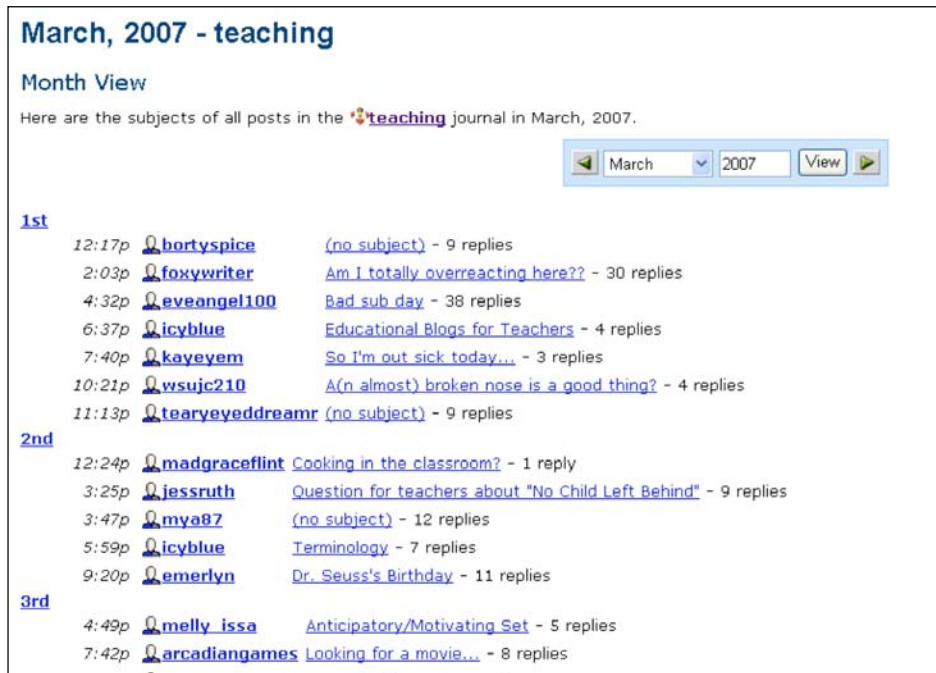 March, 2007 - teaching
Month View
Here are the subjects of all posts in the teaching journal in March, 2007.
March 2007 View
1st
12:17p bortyspice (no subject) - 9 replies
2:03p foxywriter Am I totally overreacting here?? - 30 replies
4:32p eveangel100 Bad sub day - 38 replies
6:37p icyblue Educational Blogs for Teachers - 4 replies
7:40p kayeyem So I'm out sick today... - 3 replies
10:21p wsujc210 A(n almost) broken nose is a good thing? - 4 replies
11:13p tearyeyeddreamr (no subject) - 9 replies
2nd
12:24p madgraceflint Cooking in the classroom? - 1 reply
3:25p jessruth Question for teachers about "No Child Left Behind" - 9 replies
3:47p mya87 (no subject) - 12 replies
5:59p icyblue Terminology - 7 replies
9:20p emerlyn Dr. Seuss's Birthday - 11 replies
3rd
4:49p melly_issa Anticipatory/Motivating Set - 5 replies
7:42p arcadiangames Looking for a movie... - 8 replies